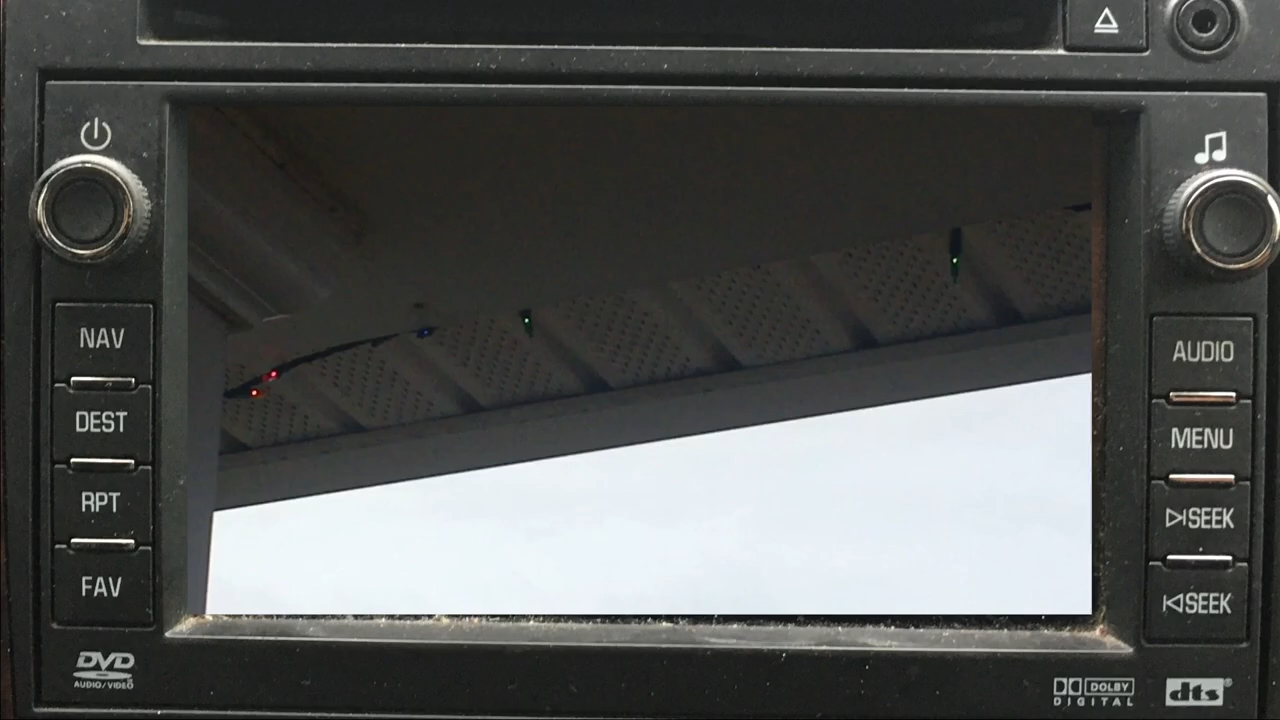 NAV
DEST
RPT
FAV
AUDIO
MENU
SEEK
SEEK
DVD
AUDIO/VIDEO
DOLBY
DIGITAL
dts®